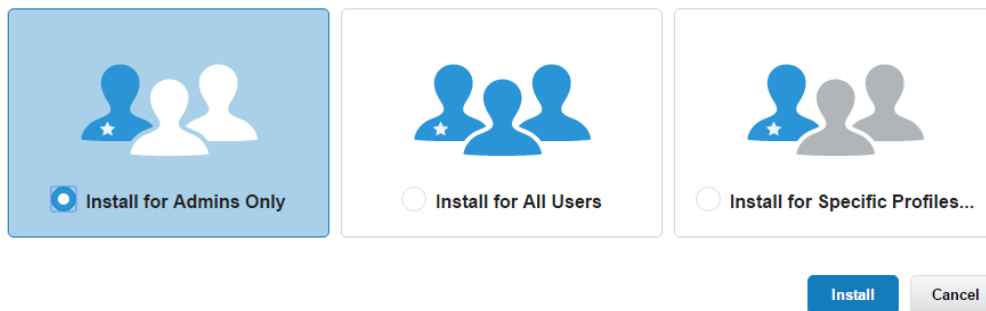 Install for Admins Only
Install for All Users
Install for Specific Profiles...
Install
Cancel